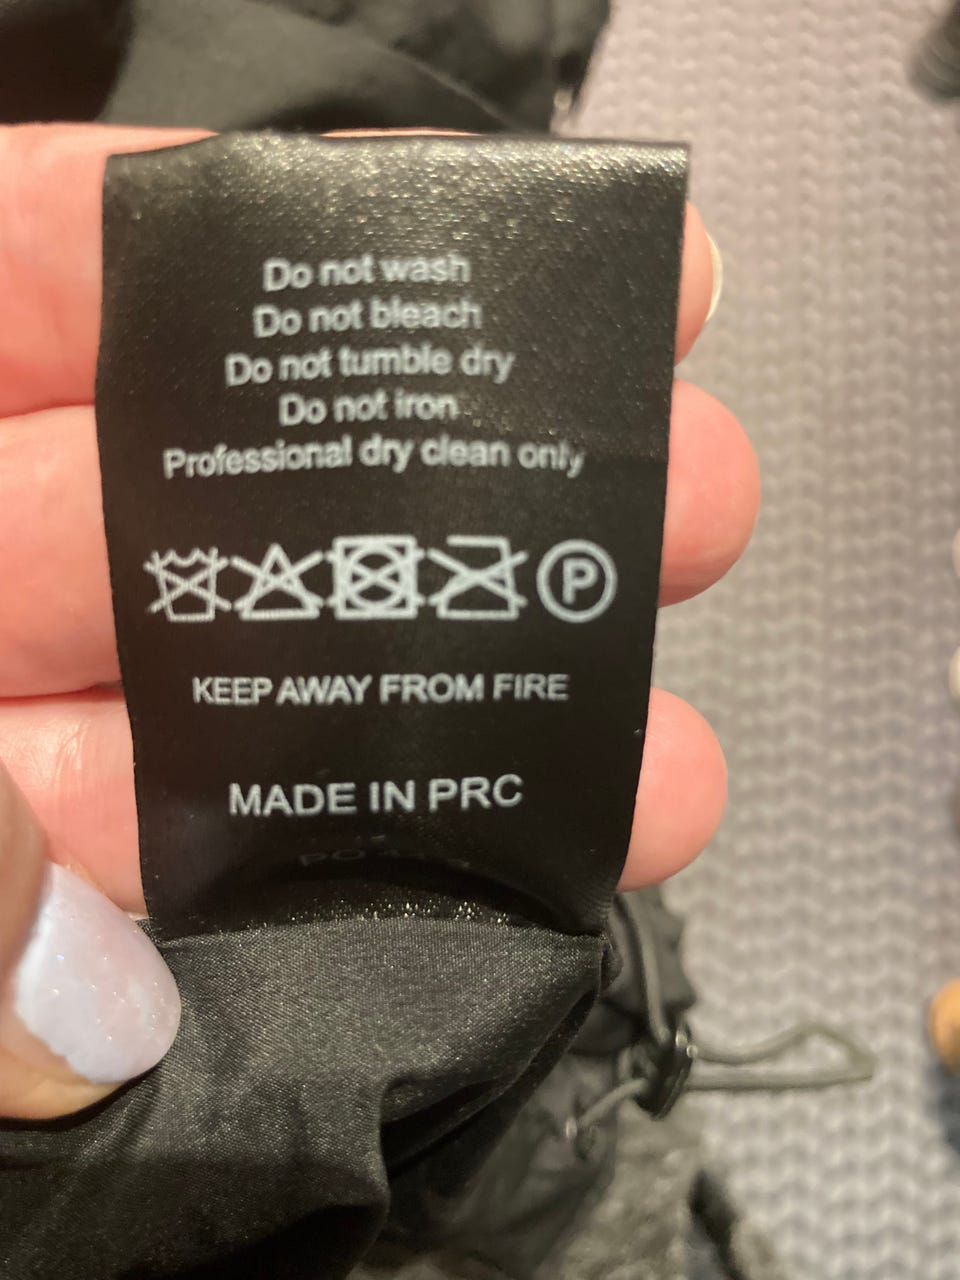 Do not wash
Do not bleach
Do not tumble dry
Do not iron
Professional dry clean only
P
KEEP AWAY FROM FIRE
MADE IN PRC